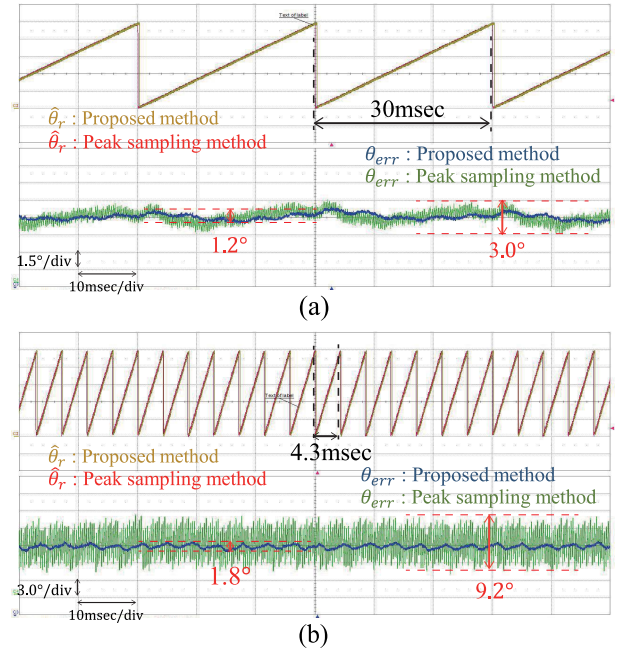 Text of label
30msec
θ̂r : Proposed method
θ̂r : Peak sampling method
θerr : Proposed method
θerr : Peak sampling method
1.2°
3.0°
1.5°/div
10msec/div
(a)
Text of label
4.3msec
θ̂r : Proposed method
θ̂r : Peak sampling method
θerr : Proposed method
θerr : Peak sampling method
1.8°
9.2°
3.0°/div
10msec/div
(b)